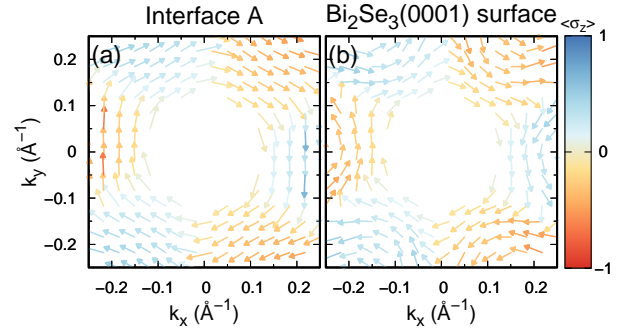 Interface A
Bi2Se3(0001) surface
<σz>
(a)
(b)
0.2
0.1
0
−0.1
−0.2
ky (Å−1)
−0.2 −0.1 0 0.1 0.2
−0.2 −0.1 0 0.1 0.2
kx (Å−1)
kx (Å−1)
1
−1